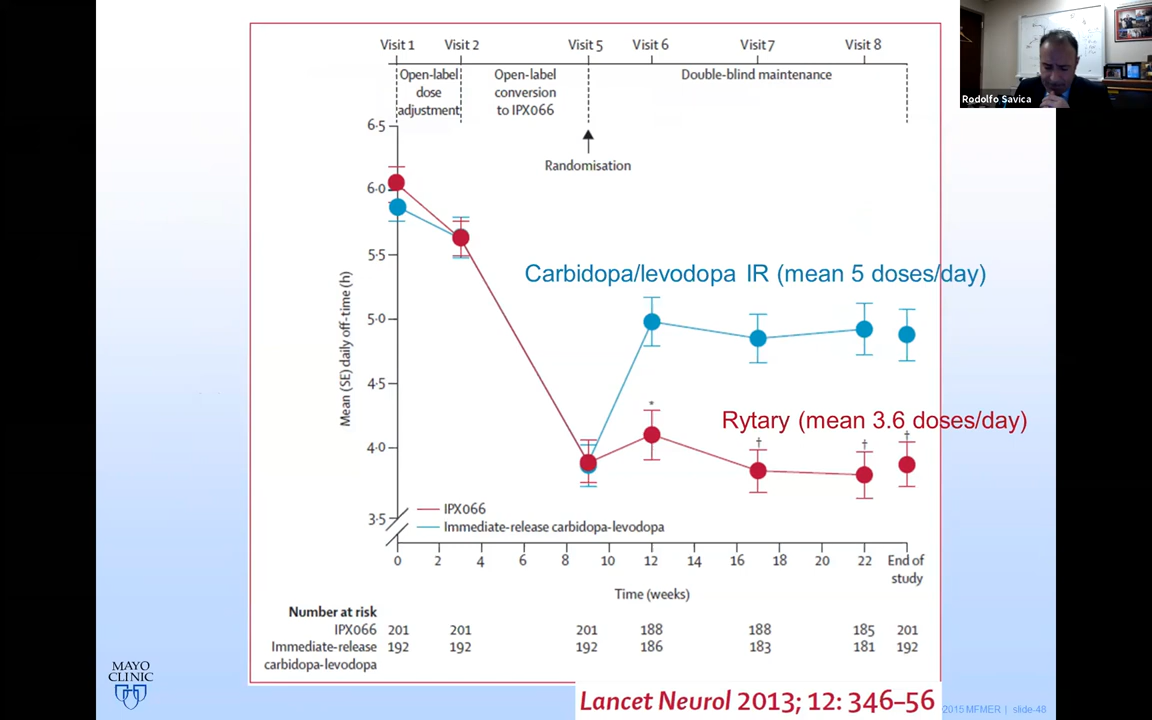 Visit 1 Visit 2 Visit 5 Visit 6 Visit 7 Visit 8
Open-label
dose
adjustment
Open-label
conversion
to IPX066
Double-blind maintenance
Randomisation
6·5
6·0
5·5
5·0
4·5
4·0
3·5
Mean (SE) daily off-time (h)
Carbidopa/levodopa IR (mean 5 doses/day)
*
Rytary (mean 3.6 doses/day)
† † †
IPX066
Immediate-release carbidopa-levodopa
0 2 4 6 8 10 12 14 16 18 20 22 End of
study
Time (weeks)
Number at risk
IPX066 201 201 201 188 188 185 201
Immediate-release 192 192 192 186 183 181 192
carbidopa-levodopa
Lancet Neurol 2013; 12: 346–56
MAYO
CLINIC
2015 MFMER | slide-48
Rodolfo Savica